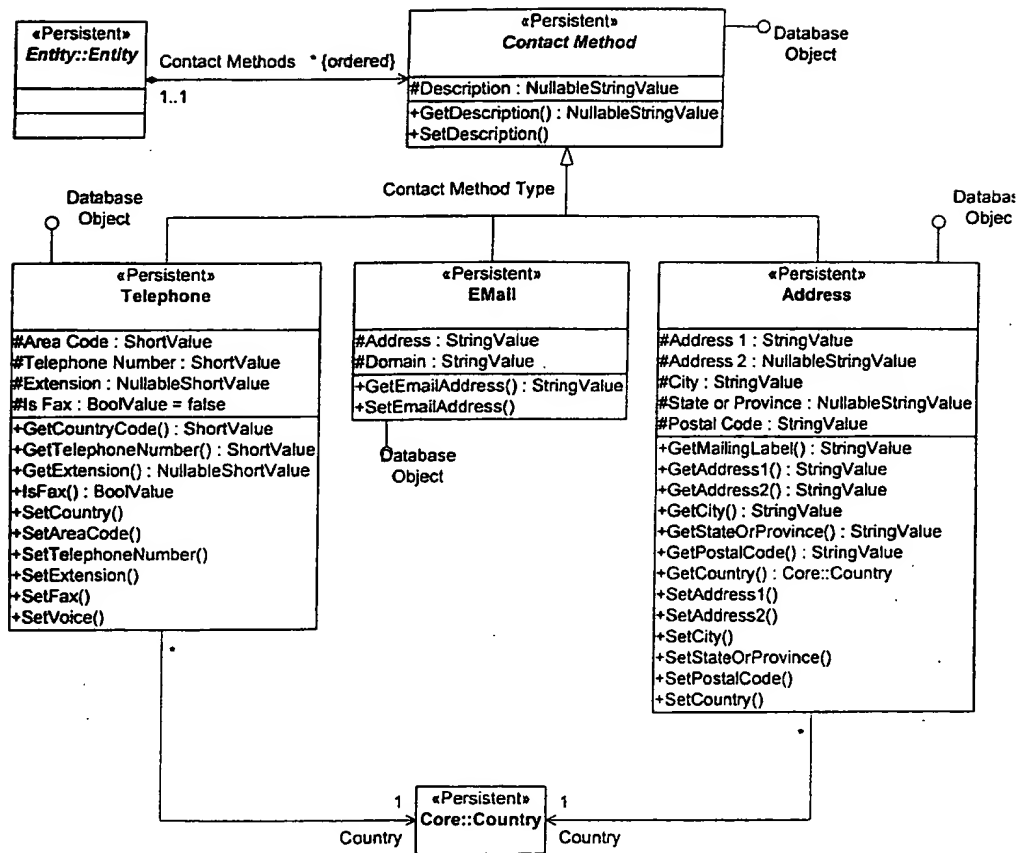 «Persistent»
Entity::Entity
Contact Methods * {ordered}
1..1
«Persistent»
Contact Method
#Description : NullableStringValue
+GetDescription() : NullableStringValue
+SetDescription()
Database
Object
Contact Method Type
Database
Object
«Persistent»
Telephone
#Area Code : ShortValue
#Telephone Number : ShortValue
#Extension : NullableShortValue
#Is Fax : BoolValue = false
+GetCountryCode() : ShortValue
+GetTelephoneNumber() : ShortValue
+GetExtension() : NullableShortValue
+IsFax() : BoolValue
+SetCountry()
+SetAreaCode()
+SetTelephoneNumber()
+SetExtension()
+SetFax()
+SetVoice()
«Persistent»
EMail
#Address : StringValue
#Domain : StringValue
+GetEmailAddress() : StringValue
+SetEmailAddress()
Database
Object
Databas
Objec
«Persistent»
Address
#Address 1 : StringValue
#Address 2 : NullableStringValue
#City : StringValue
#State or Province : NullableStringValue
#Postal Code : StringValue
+GetMailingLabel() : StringValue
+GetAddress1() : StringValue
+GetAddress2() : StringValue
+GetCity() : StringValue
+GetStateOrProvince() : StringValue
+GetPostalCode() : StringValue
+GetCountry() : Core::Country
+SetAddress1()
+SetAddress2()
+SetCity()
+SetStateOrProvince()
+SetPostalCode()
+SetCountry()
*
*
1
Country
«Persistent»
Core::Country
1
Country